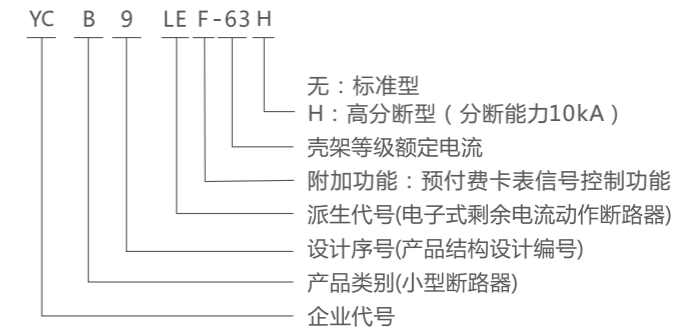 YC B 9 LE F-63 H
无：标准型
H：高分断型（分断能力10kA）
壳架等级额定电流
附加功能：预付费卡表信号控制功能
派生代号(电子式剩余电流动作断路器)
设计序号(产品结构设计编号)
产品类别(小型断路器)
企业代号